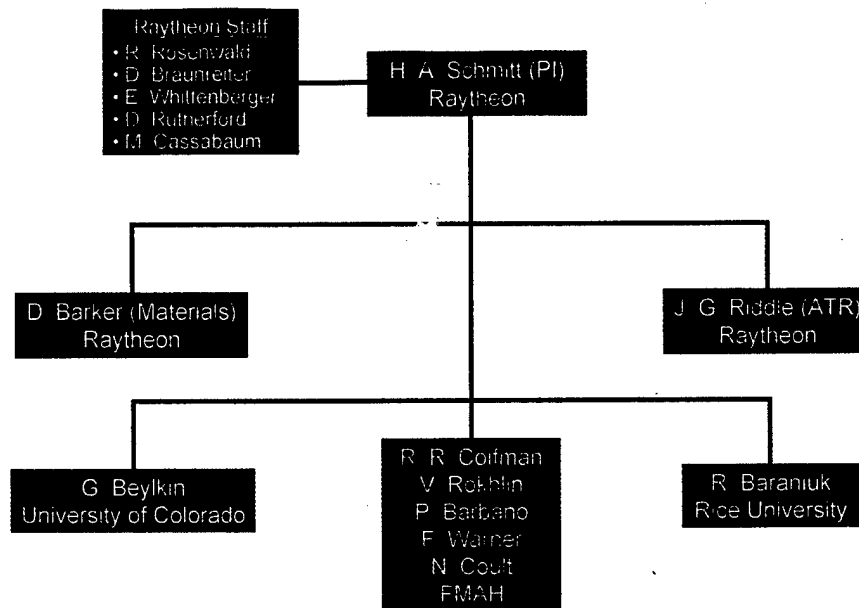 Raytheon Staff
• R Rosenwald
• D Braunreiter
• E Whittenberger
• D Rutherford
• M Cassabaum
H A Schmitt (PI)
Raytheon
D Barker (Materials)
Raytheon
J G Riddle (ATR)
Raytheon
G Beylkin
University of Colorado
R R Coifman
V Rokhlin
P Barbano
F Warner
N Coult
FMAH
R Baraniuk
Rice University